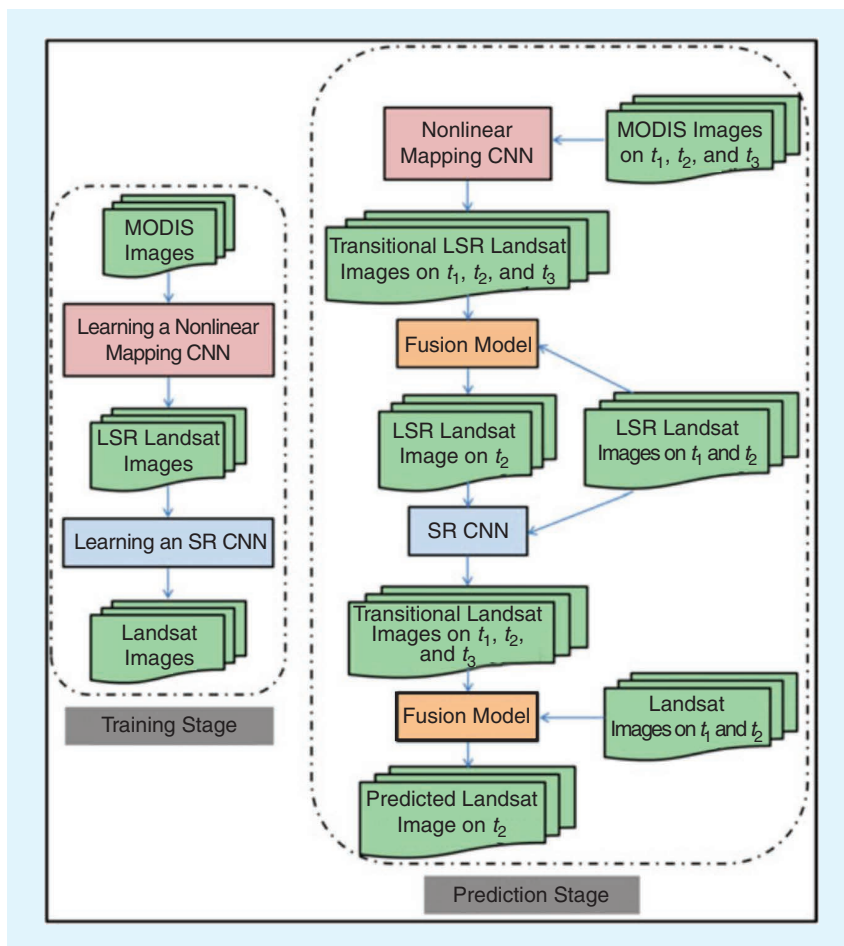 MODIS
Images
Learning a Nonlinear
Mapping CNN
LSR Landsat
Images
Learning an SR CNN
Landsat
Images
Training Stage
Nonlinear
Mapping CNN
MODIS Images
on t1, t2, and t3
Transitional LSR Landsat
Images on t1, t2, and t3
Fusion Model
LSR Landsat
Image on t2
LSR Landsat
Images on t1 and t2
SR CNN
Transitional Landsat
Images on t1, t2,
and t3
Fusion Model
Landsat
Images on t1 and t2
Predicted Landsat
Image on t2
Prediction Stage